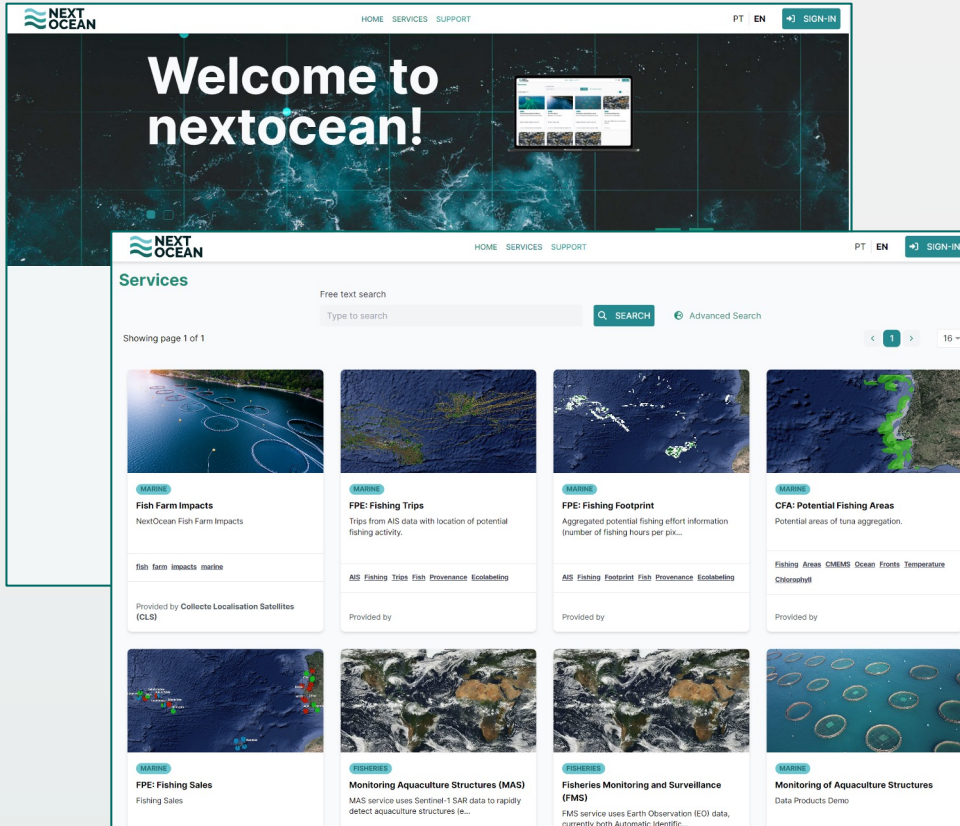 NEXT
OCEAN
HOME SERVICES SUPPORT
PT EN SIGN-IN
Welcome to
nextocean!
NEXT
OCEAN
HOME SERVICES SUPPORT
PT EN SIGN-IN
Services
Free text search
Type to search
SEARCH
Advanced Search
Showing page 1 of 1
1
16
MARINE
Fish Farm Impacts
NextOcean Fish Farm Impacts
fish farm impacts marine
Provided by Collecte Localisation Satellites
(CLS)
MARINE
FPE: Fishing Trips
Trips from AIS data with location of potential
fishing activity.
AIS Fishing Trips Fish Provenance Ecolabeling
Provided by
MARINE
FPE: Fishing Footprint
Aggregated potential fishing effort information
(number of fishing hours per pix...
AIS Fishing Footprint Fish Provenance Ecolabeling
Provided by
MARINE
CFA: Potential Fishing Areas
Potential areas of tuna aggregation.
Fishing Areas CMEMS Ocean Fronts Temperature
Chlorophyll
Provided by
MARINE
FPE: Fishing Sales
Fishing Sales
FISHERIES
Monitoring Aquaculture Structures (MAS)
MAS service uses Sentinel-1 SAR data to rapidly
detect aquaculture structures (e...
FISHERIES
Fisheries Monitoring and Surveillance
(FMS)
FMS service uses Earth Observation (EO) data,
currently both Automatic Identific...
MARINE
Monitoring of Aquaculture Structures
Data Products Demo